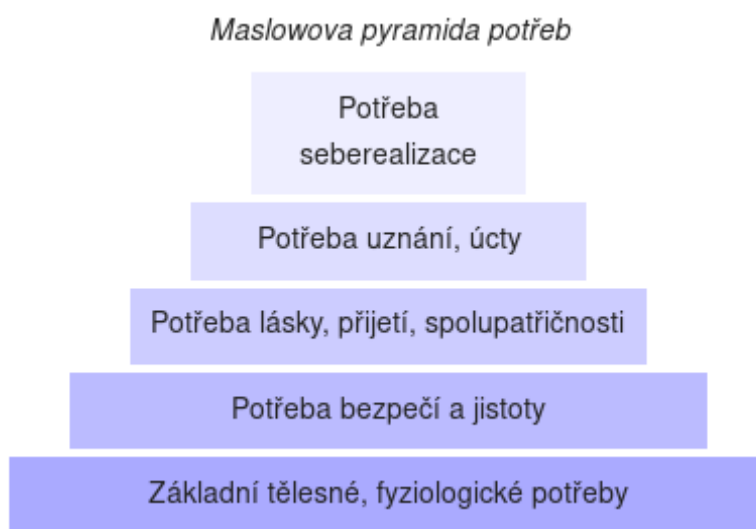 Maslowova pyramida potřeb
Potřeba
seberealizace
Potřeba uznání, úcty
Potřeba lásky, přijetí, spolupatřičnosti
Potřeba bezpečí a jistoty
Základní tělesné, fyziologické potřeby